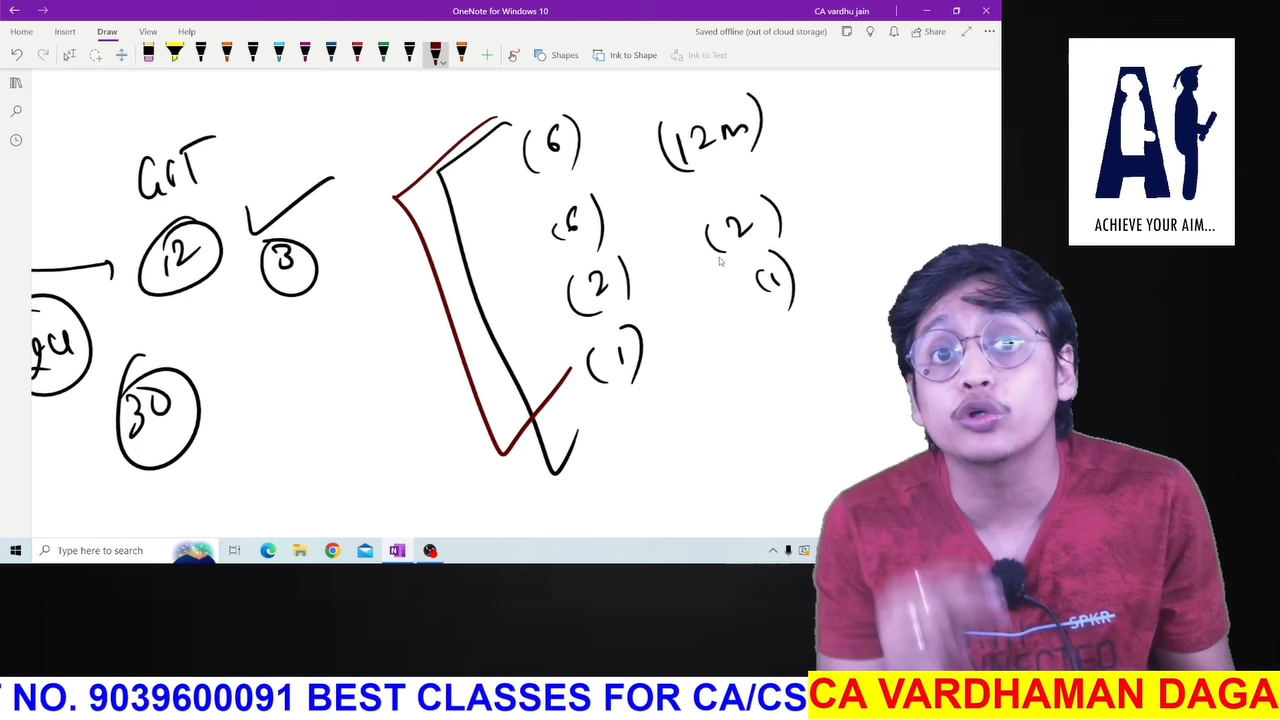 OneNote for Windows 10
CA vardhu jain
Home Insert Draw View Help
Saved offline (out of cloud storage)
Share
Shapes
Ink to Shape
Ink to Text
(6) (12 m)
12 3
(6) (2)
(2) (1)
(1)
30
ACHIEVE YOUR AIM...
SPKR
Type here to search
NO. 9039600091 BEST CLASSES FOR CA/CS
CA VARDHAMAN DAGA